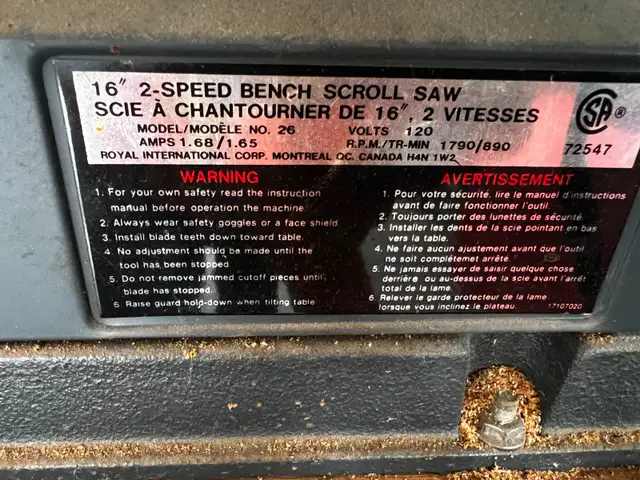 16" 2-SPEED BENCH SCROLL SAW
SCIE À CHANTOURNER DE 16", 2 VITESSES
MODEL/MODÈLE NO. 26 VOLTS 120
AMPS 1.68/1.65 R.P.M./TR-MIN 1790/890
ROYAL INTERNATIONAL CORP. MONTREAL QC. CANADA H4N 1W2
SA
72547
WARNING
1. For your own safety read the instruction
manual before operation the machine
2. Always wear safety goggles or a face shield
3. Install blade teeth down toward table.
4. No adjustment should be made until the
tool has been stopped.
5. Do not remove jammed cutoff pieces until
blade has stopped.
6. Raise guard hold-down when tilting table
AVERTISSEMENT
1. Pour votre sécurité, lire le manuel d'instructions
avant de faire fonctionner l'outil.
2. Toujours porter des lunettes de sécurité.
3. Installer les dents de la scie pointant en bas
vers la table.
4. Ne faire aucun ajustement avant que l'outil
ne soit complètemet arrêté.
5. Ne jamais essayer de saisir quelque chose
derrière ou au-dessus de la scie avant l'arrêt
total de la lame.
6. Relever le garde protecteur de la lame
lorsque vous inclinez le plateau.
17107020